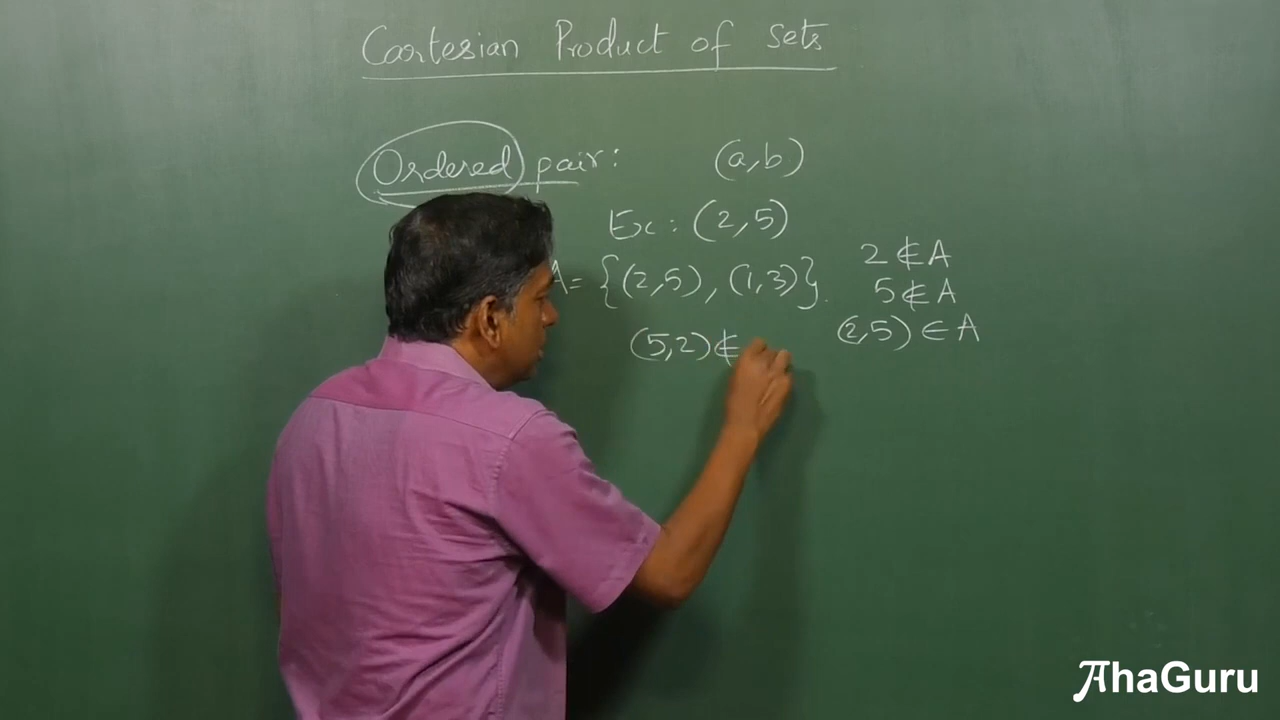 Cartesian Product of Sets
Ordered pair: (a,b)
Ex: (2,5)
A = {(2,5), (1,3)}.
2 ∉ A
5 ∉ A
(5,2) ∉
(2,5) ∈ A
AhaGuru